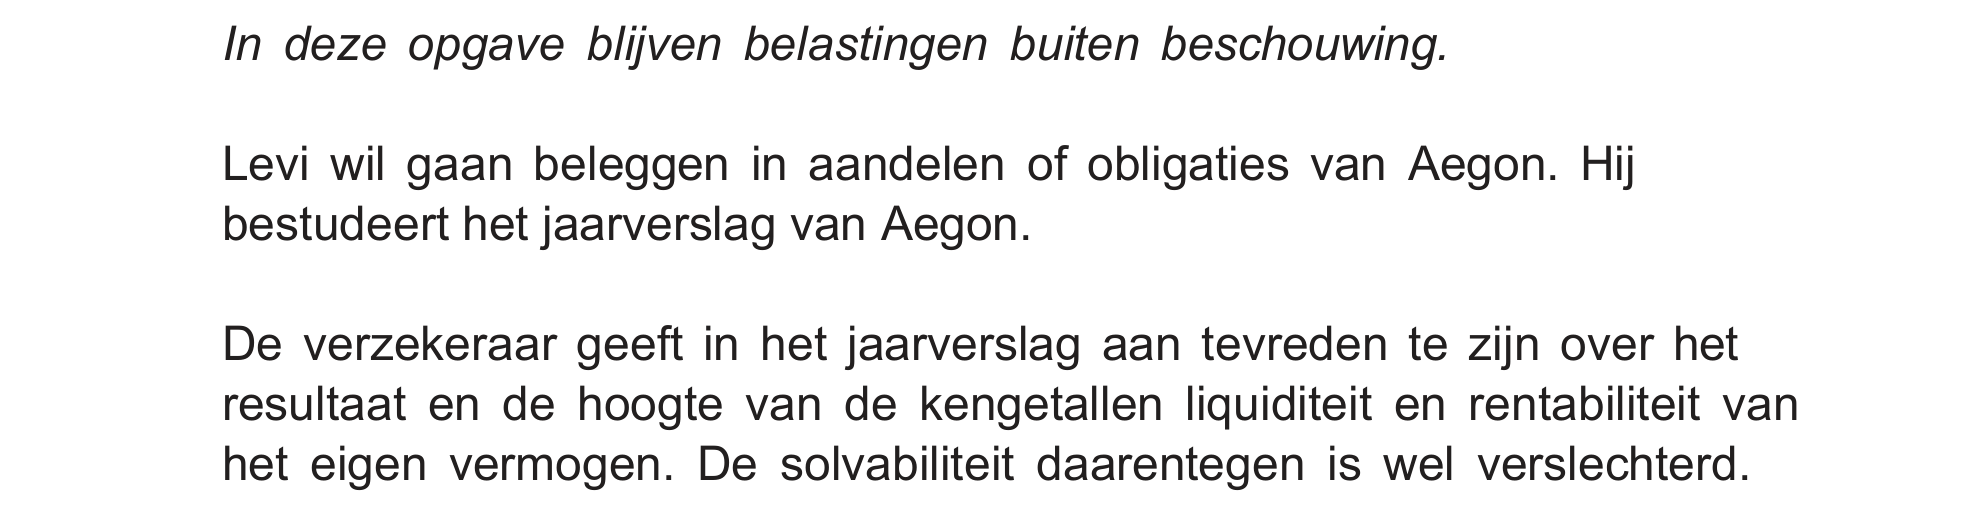 In deze opgave blijven belastingen buiten beschouwing.
Levi wil gaan beleggen in aandelen of obligaties van Aegon. Hij
bestudeert het jaarverslag van Aegon.
De verzekeraar geeft in het jaarverslag aan tevreden te zijn over het
resultaat en de hoogte van de kengetallen liquiditeit en rentabiliteit van
het eigen vermogen. De solvabiliteit daarentegen is wel verslechterd.